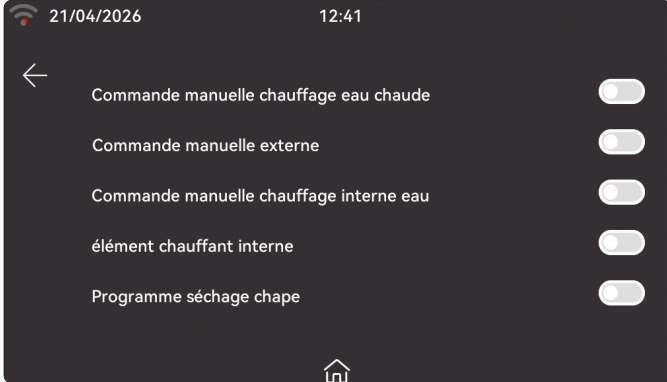 21/04/2026 12:41
Commande manuelle chauffage eau chaude
Commande manuelle externe
Commande manuelle chauffage interne eau
élément chauffant interne
Programme séchage chape